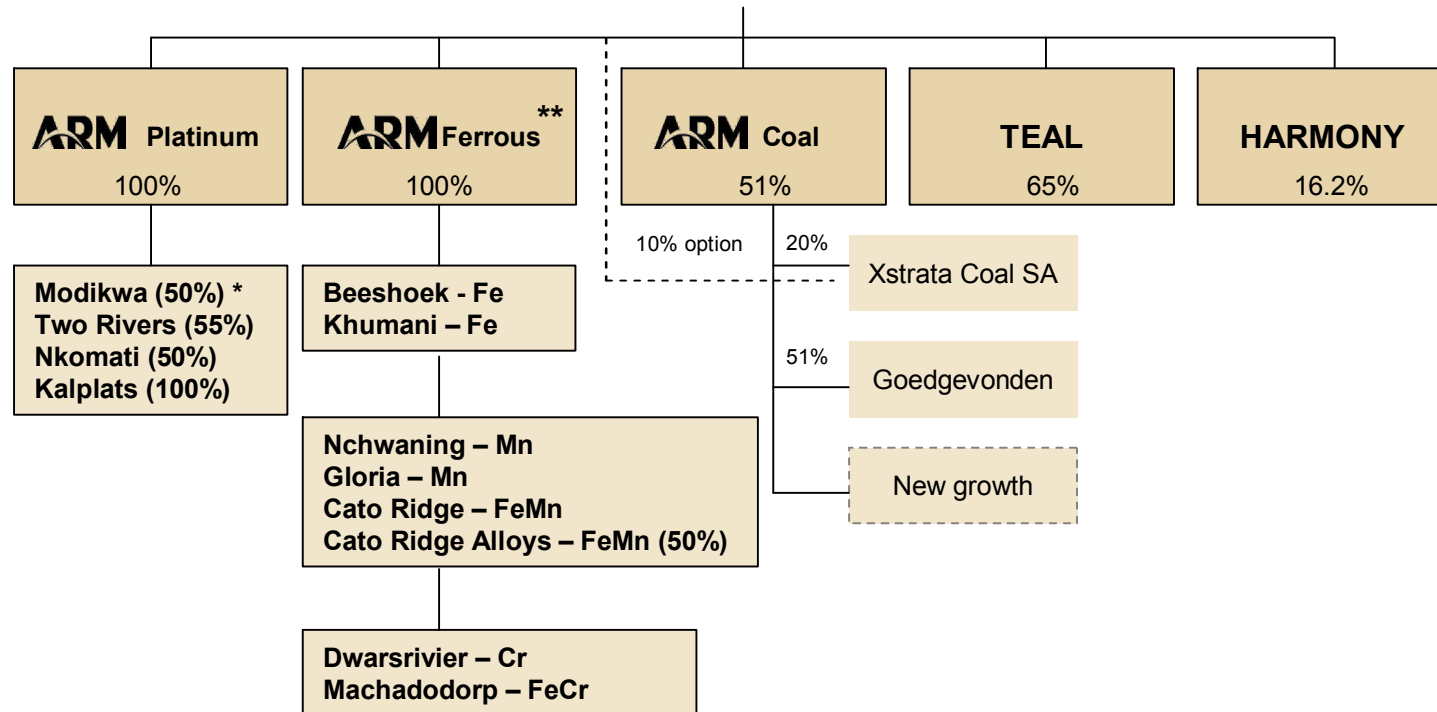 ARM Platinum
100%
ARM Ferrous **
100%
ARM Coal
51%
TEAL
65%
HARMONY
16.2%
Modikwa (50%) *
Two Rivers (55%)
Nkomati (50%)
Kalplats (100%)
Beeshoek - Fe
Khumani – Fe
Nchwaning – Mn
Gloria – Mn
Cato Ridge – FeMn
Cato Ridge Alloys – FeMn (50%)
Dwarsrivier – Cr
Machadodorp – FeCr
10% option
20%
Xstrata Coal SA
51%
Goedgevonden
New growth